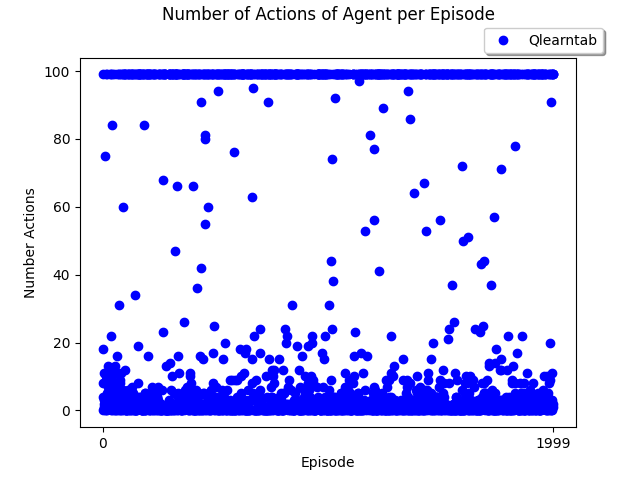 Number of Actions of Agent per Episode
Qlearntab
100
80
60
40
20
0
Number Actions
0
1999
Episode